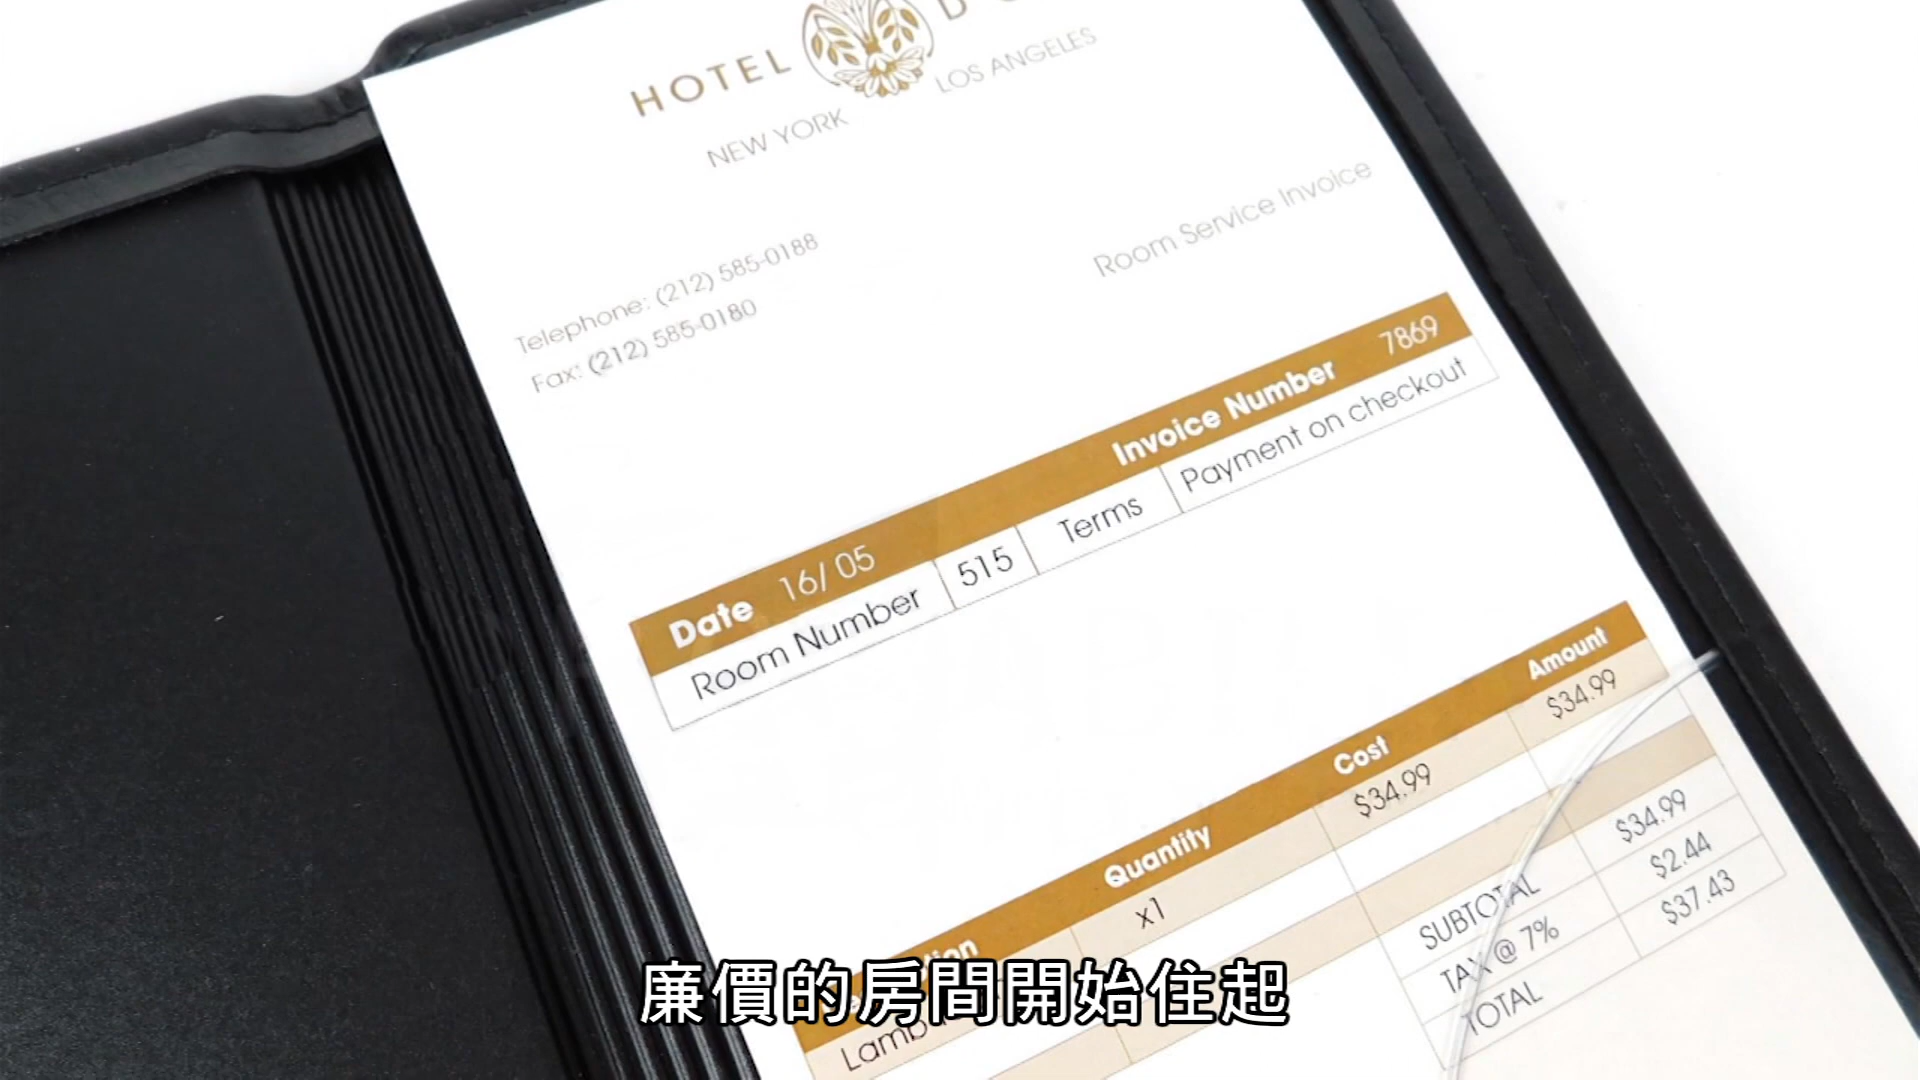 HOTEL
NEW YORK
LOS ANGELES
Telephone: (212) 585-0188
Fax: (212) 585-0180
Room Service Invoice
Date 16/ 05 Invoice Number 7869
Room Number 515 Terms Payment on checkout
Quantity Cost Amount
x1 $34.99 $34.99
SUBTOTAL $34.99
TAX @ 7% $2.44
TOTAL $37.43
廉價的房間開始住起